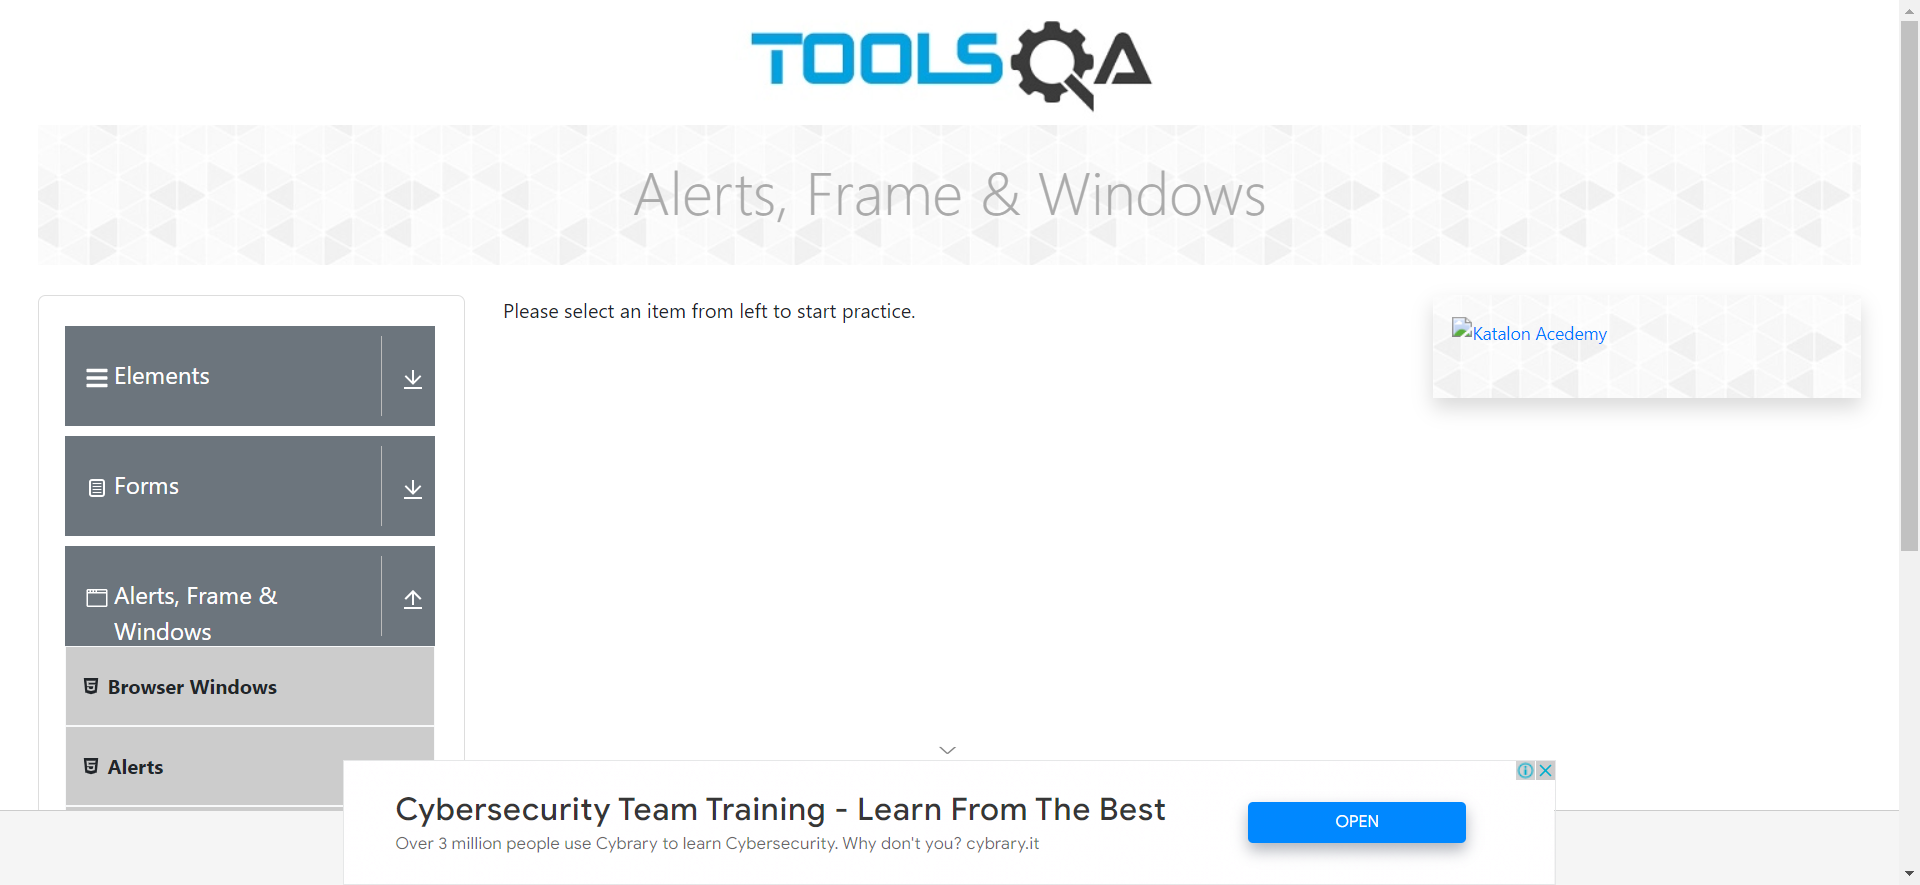 TOOLSQA
Alerts, Frame & Windows
Elements
Forms
Alerts, Frame &
Windows
Browser Windows
Alerts
Please select an item from left to start practice.
Katalon Acedemy
Cybersecurity Team Training - Learn From The Best
Over 3 million people use Cybrary to learn Cybersecurity. Why don't you? cybrary.it
OPEN